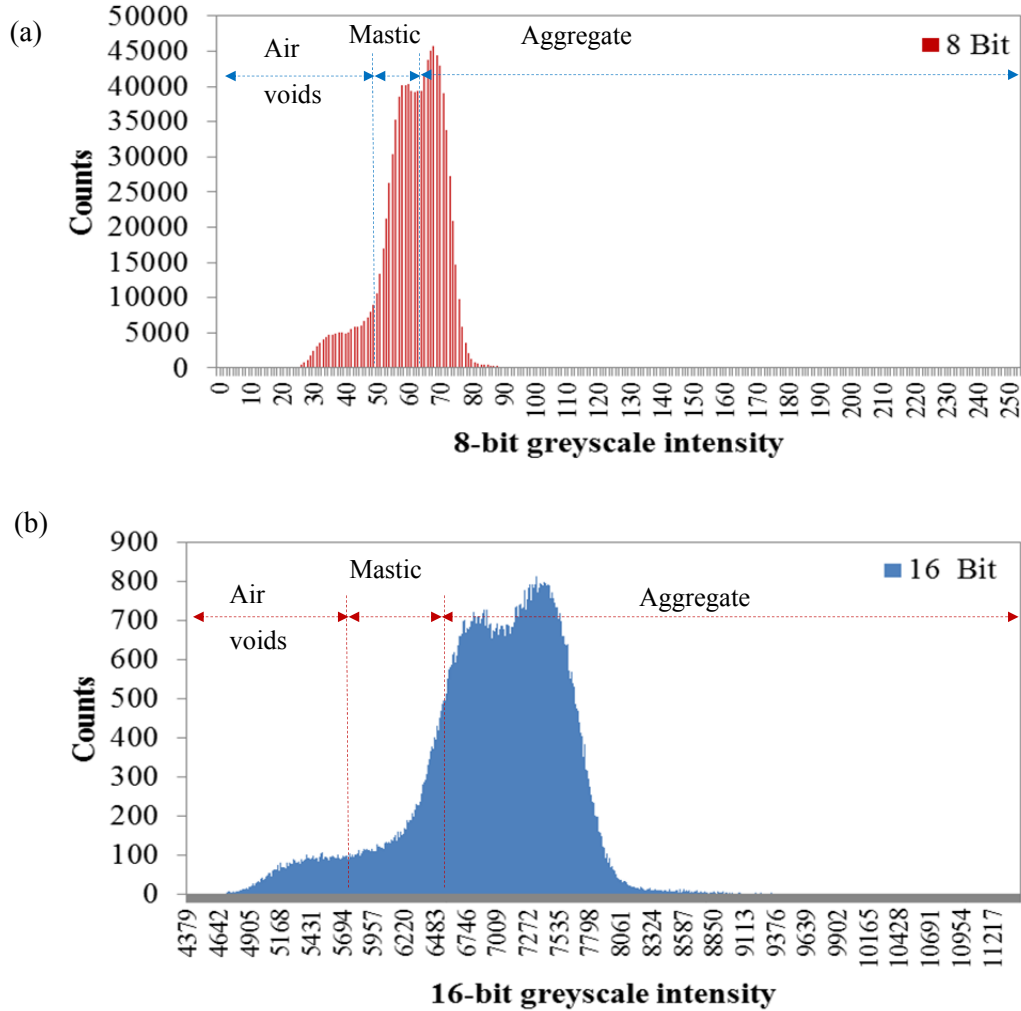 (a)
50000
45000
40000
35000
30000
25000
20000
15000
10000
5000
0
Counts
Air
voids
Mastic
Aggregate
8 Bit
0 10 20 30 40 50 60 70 80 90 100 110 120 130 140 150 160 170 180 190 200 210 220 230 240 250
8-bit greyscale intensity
(b)
900
800
700
600
500
400
300
200
100
0
Counts
Air
voids
Mastic
Aggregate
16 Bit
4379 4642 4905 5168 5431 5694 5957 6220 6483 6746 7009 7272 7535 7798 8061 8324 8587 8850 9113 9376 9639 9902 10165 10428 10691 10954 11217
16-bit greyscale intensity